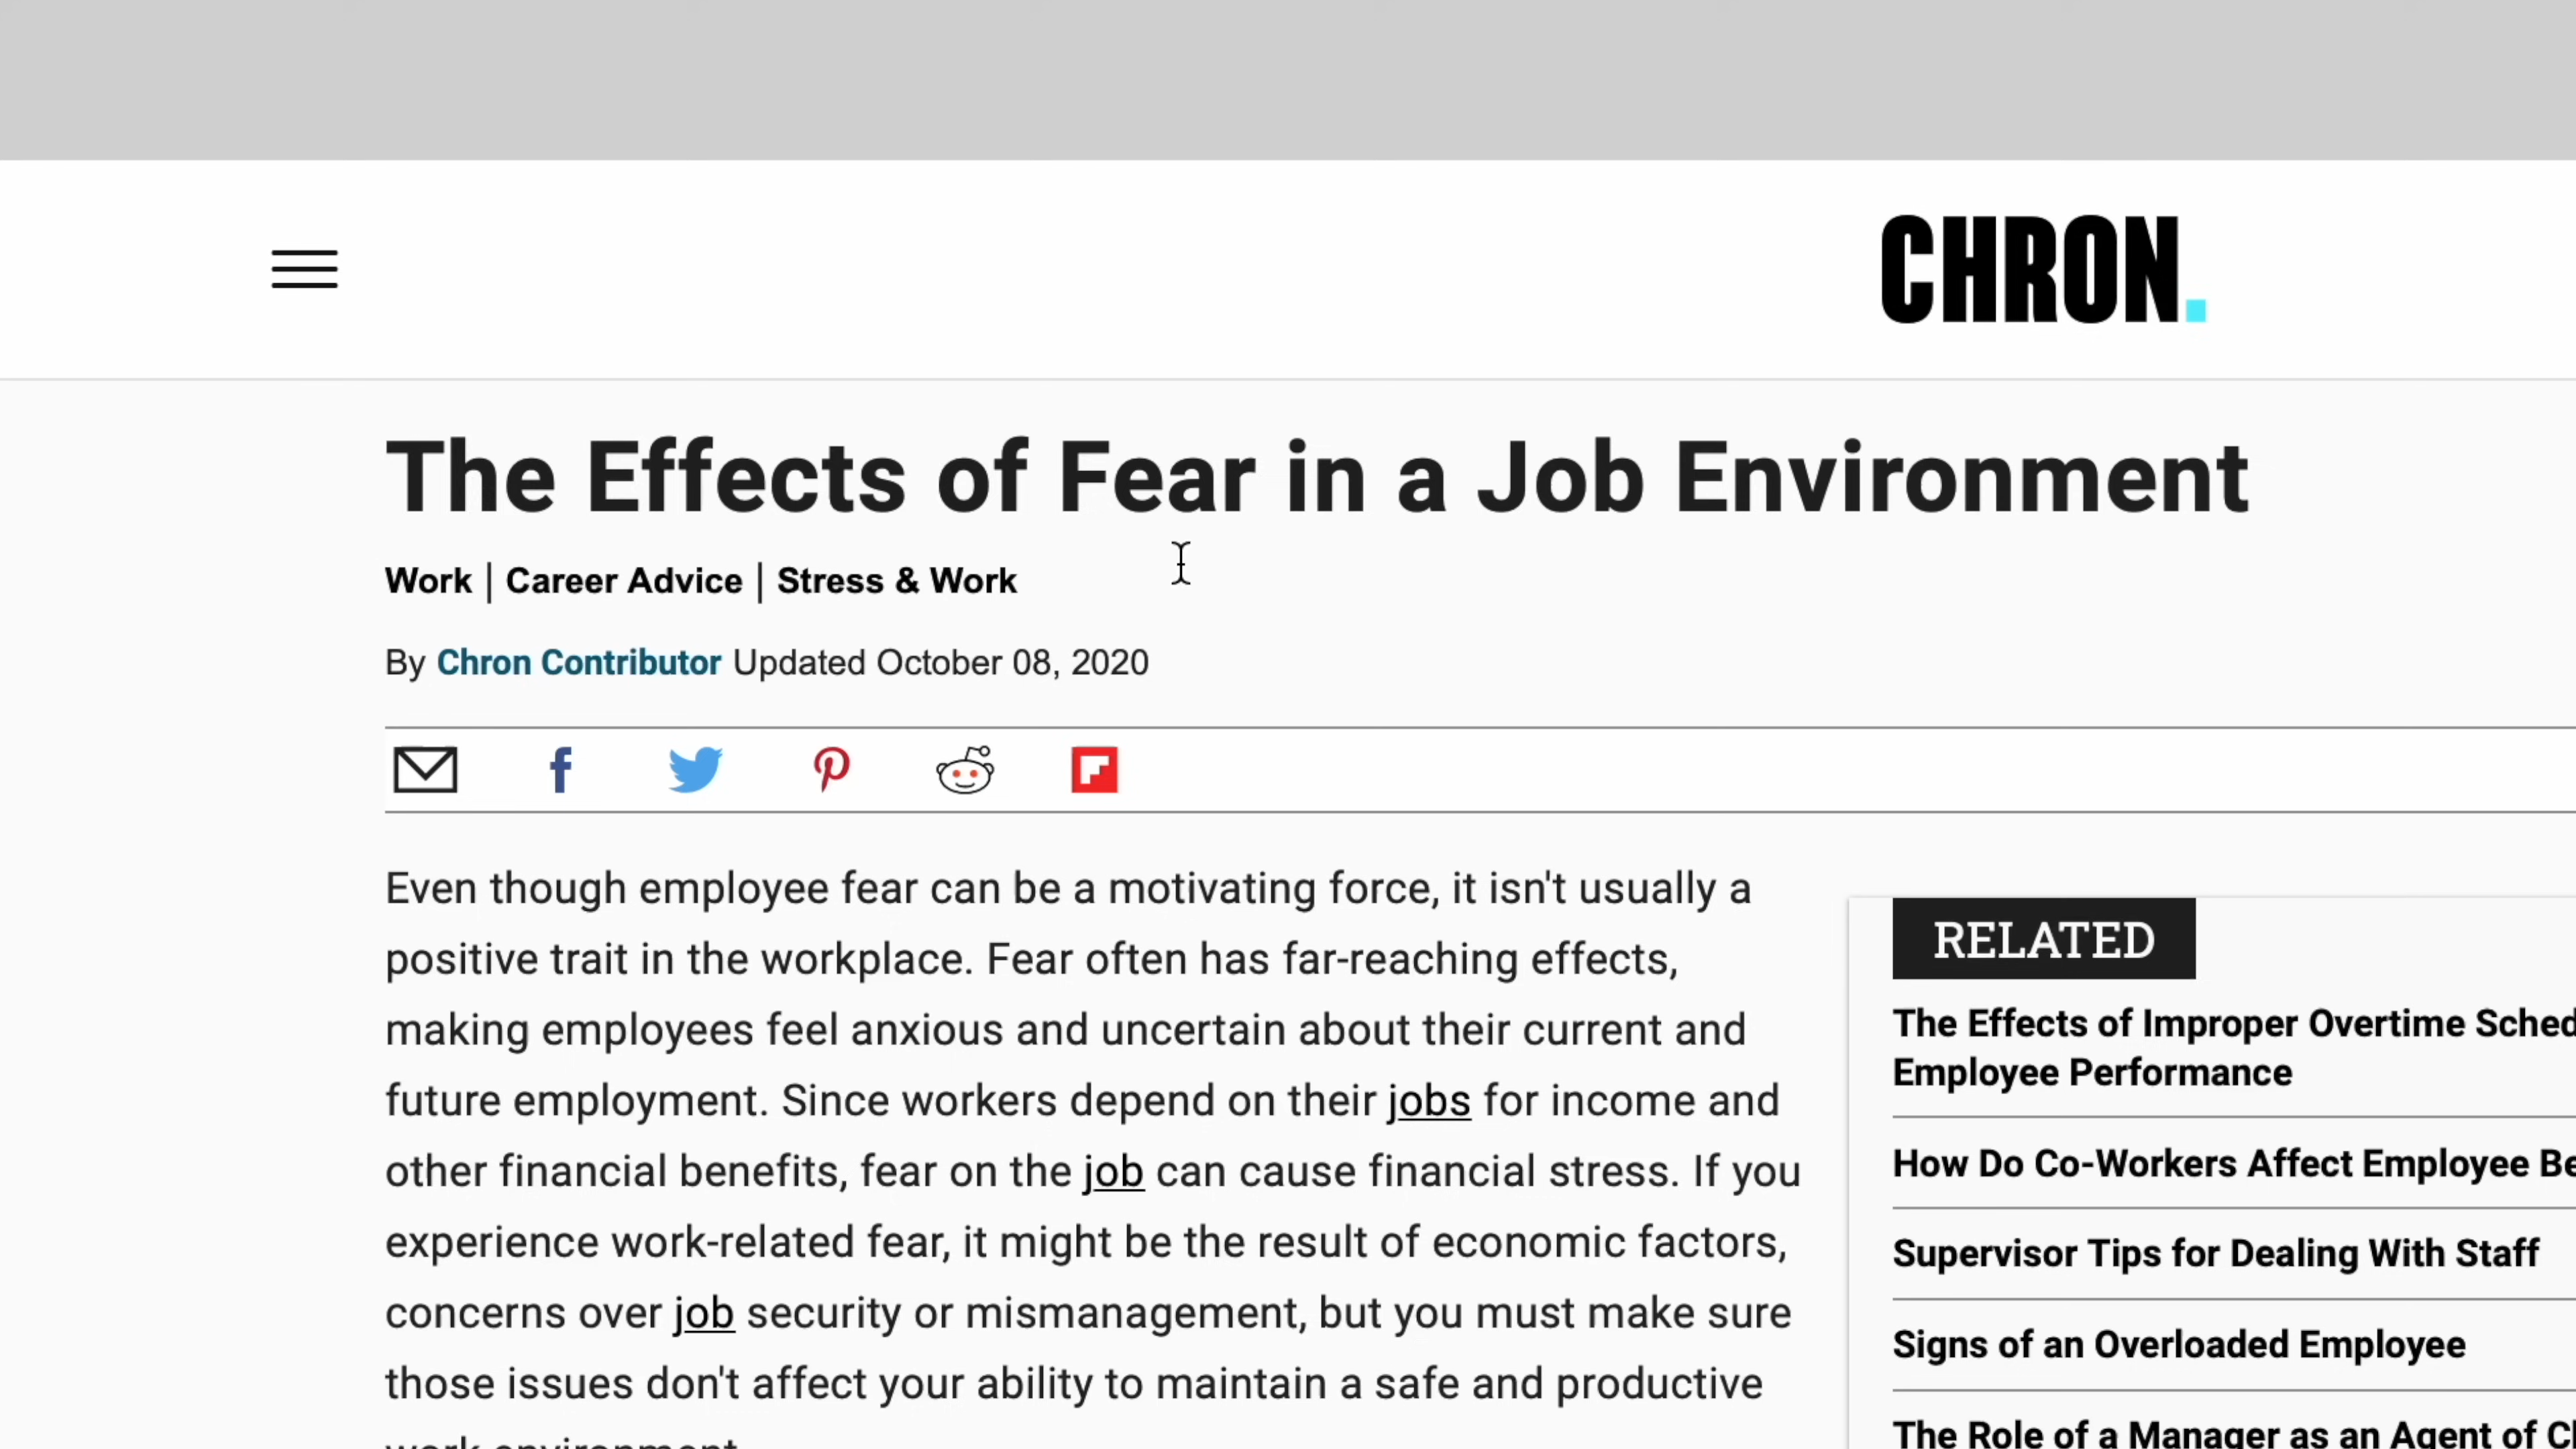 CHRON.
The Effects of Fear in a Job Environment
Work | Career Advice | Stress & Work
By Chron Contributor Updated October 08, 2020
Even though employee fear can be a motivating force, it isn't usually a
positive trait in the workplace. Fear often has far-reaching effects,
making employees feel anxious and uncertain about their current and
future employment. Since workers depend on their jobs for income and
other financial benefits, fear on the job can cause financial stress. If you
experience work-related fear, it might be the result of economic factors,
concerns over job security or mismanagement, but you must make sure
those issues don't affect your ability to maintain a safe and productive
work environment.
RELATED
The Effects of Improper Overtime Sched
Employee Performance
How Do Co-Workers Affect Employee Be
Supervisor Tips for Dealing With Staff
Signs of an Overloaded Employee
The Role of a Manager as an Agent of Ch